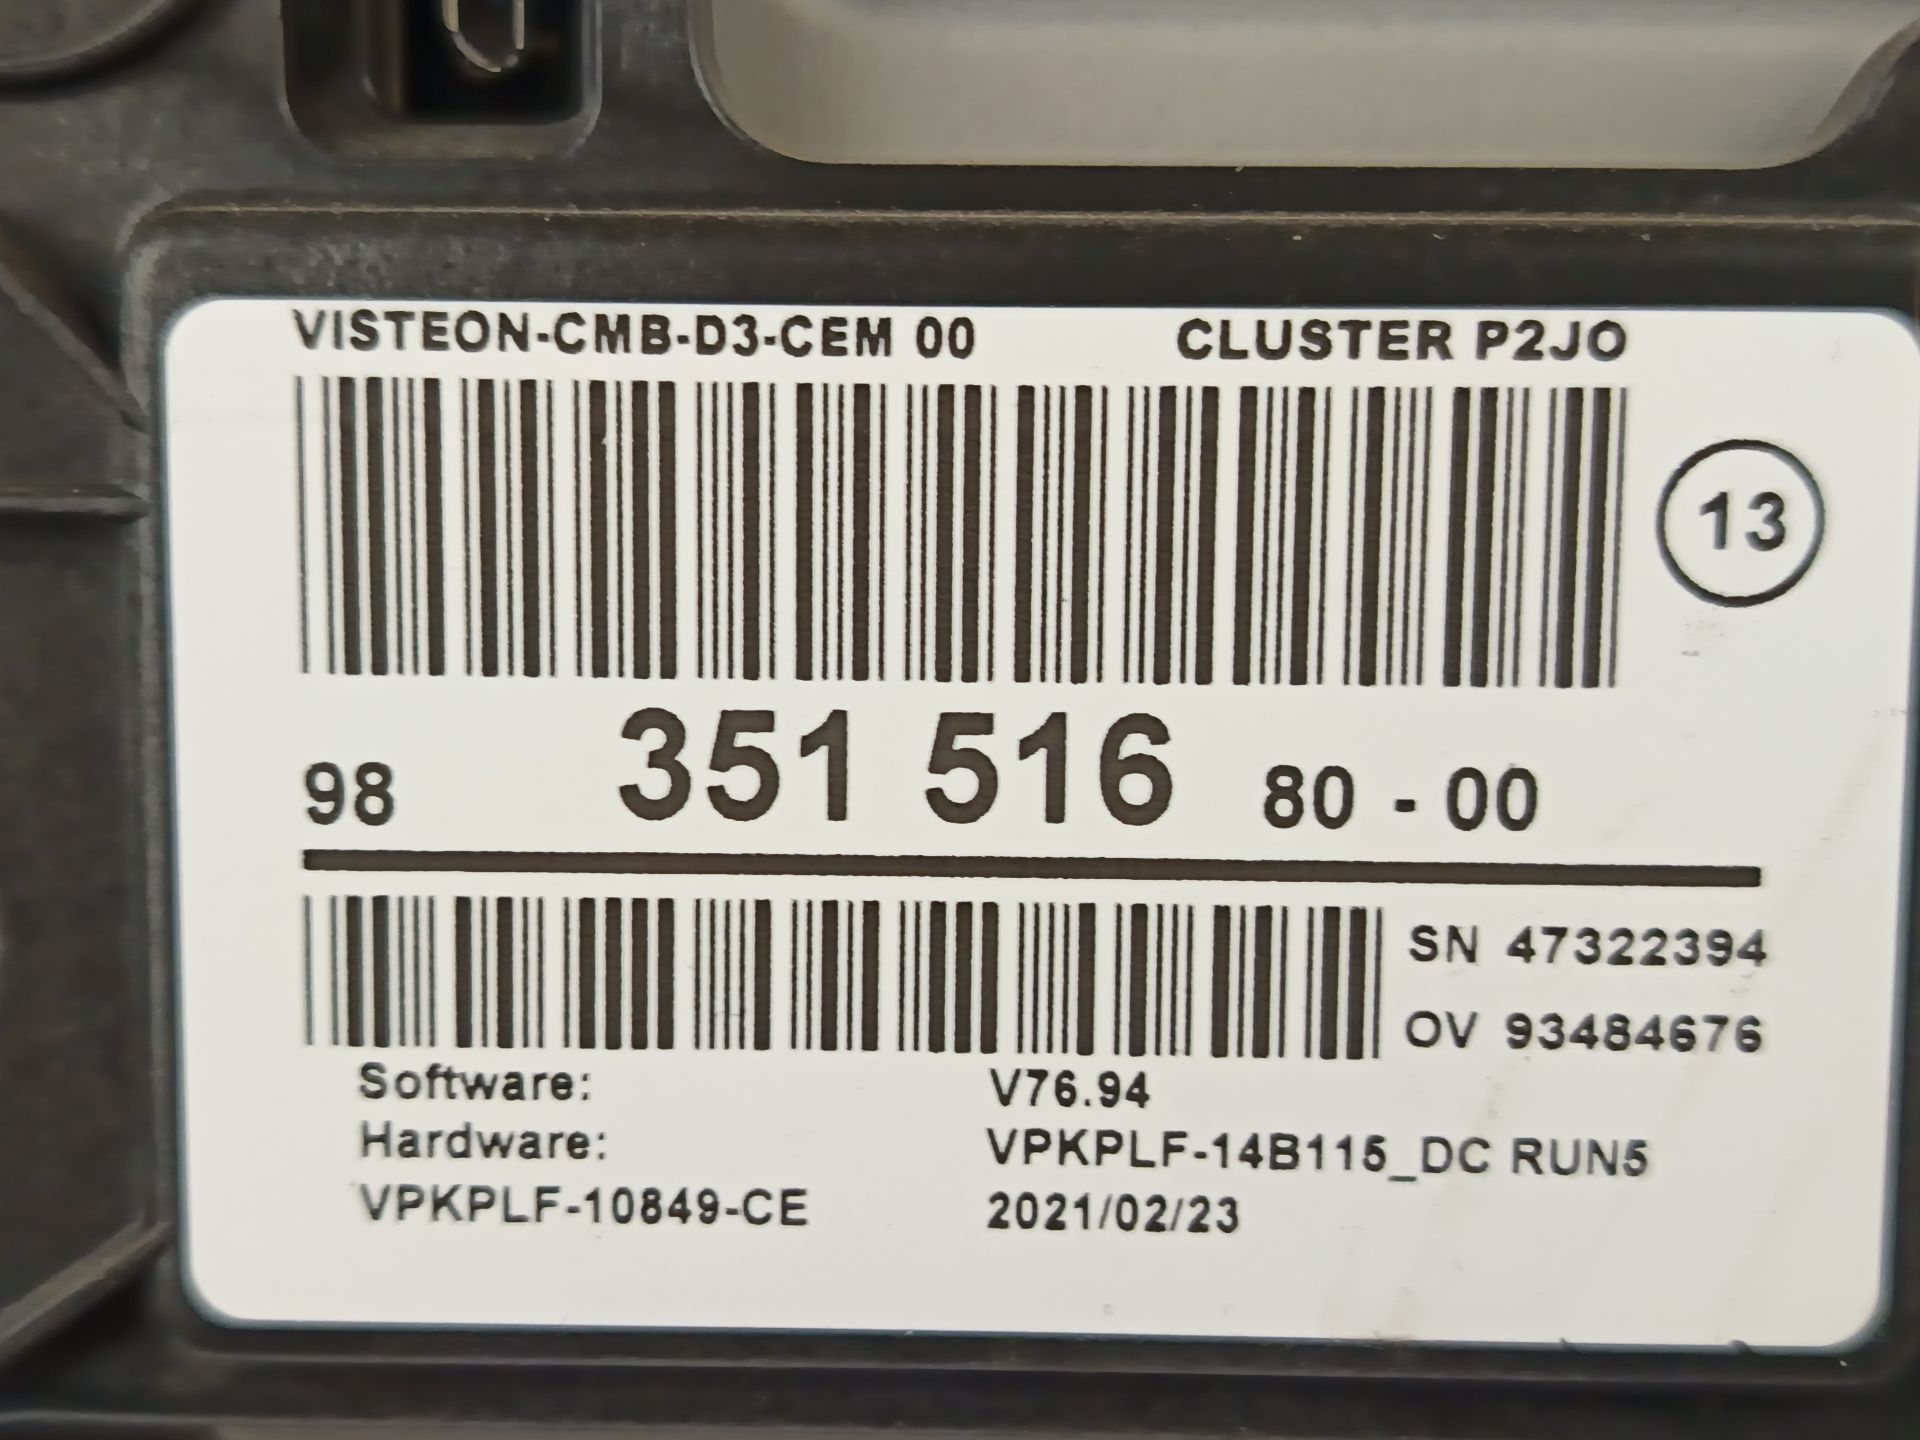 VISTEON-CMB-D3-CEM 00 CLUSTER P2JO
13
98 351 516 80 - 00
SN 47322394
OV 93484676
Software: V76.94
Hardware: VPKPLF-14B115_DC RUN5
VPKPLF-10849-CE 2021/02/23